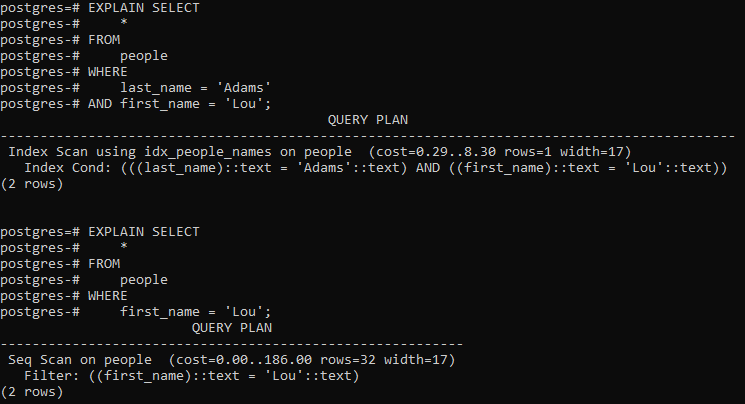 postgres=# EXPLAIN SELECT
postgres-#     *
postgres-# FROM
postgres-#     people
postgres-# WHERE
postgres-#     last_name = 'Adams'
postgres-# AND first_name = 'Lou';
QUERY PLAN
--------------------------------------------------------------------------------------------
Index Scan using idx_people_names on people  (cost=0.29..8.30 rows=1 width=17)
Index Cond: (((last_name)::text = 'Adams'::text) AND ((first_name)::text = 'Lou'::text))
(2 rows)
postgres=# EXPLAIN SELECT
postgres-#     *
postgres-# FROM
postgres-#     people
postgres-# WHERE
postgres-#     first_name = 'Lou';
QUERY PLAN
----------------------------------------------------------
Seq Scan on people  (cost=0.00..186.00 rows=32 width=17)
Filter: ((first_name)::text = 'Lou'::text)
(2 rows)